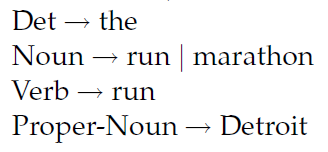 Det → the
Noun → run | marathon
Verb → run
Proper-Noun → Detroit